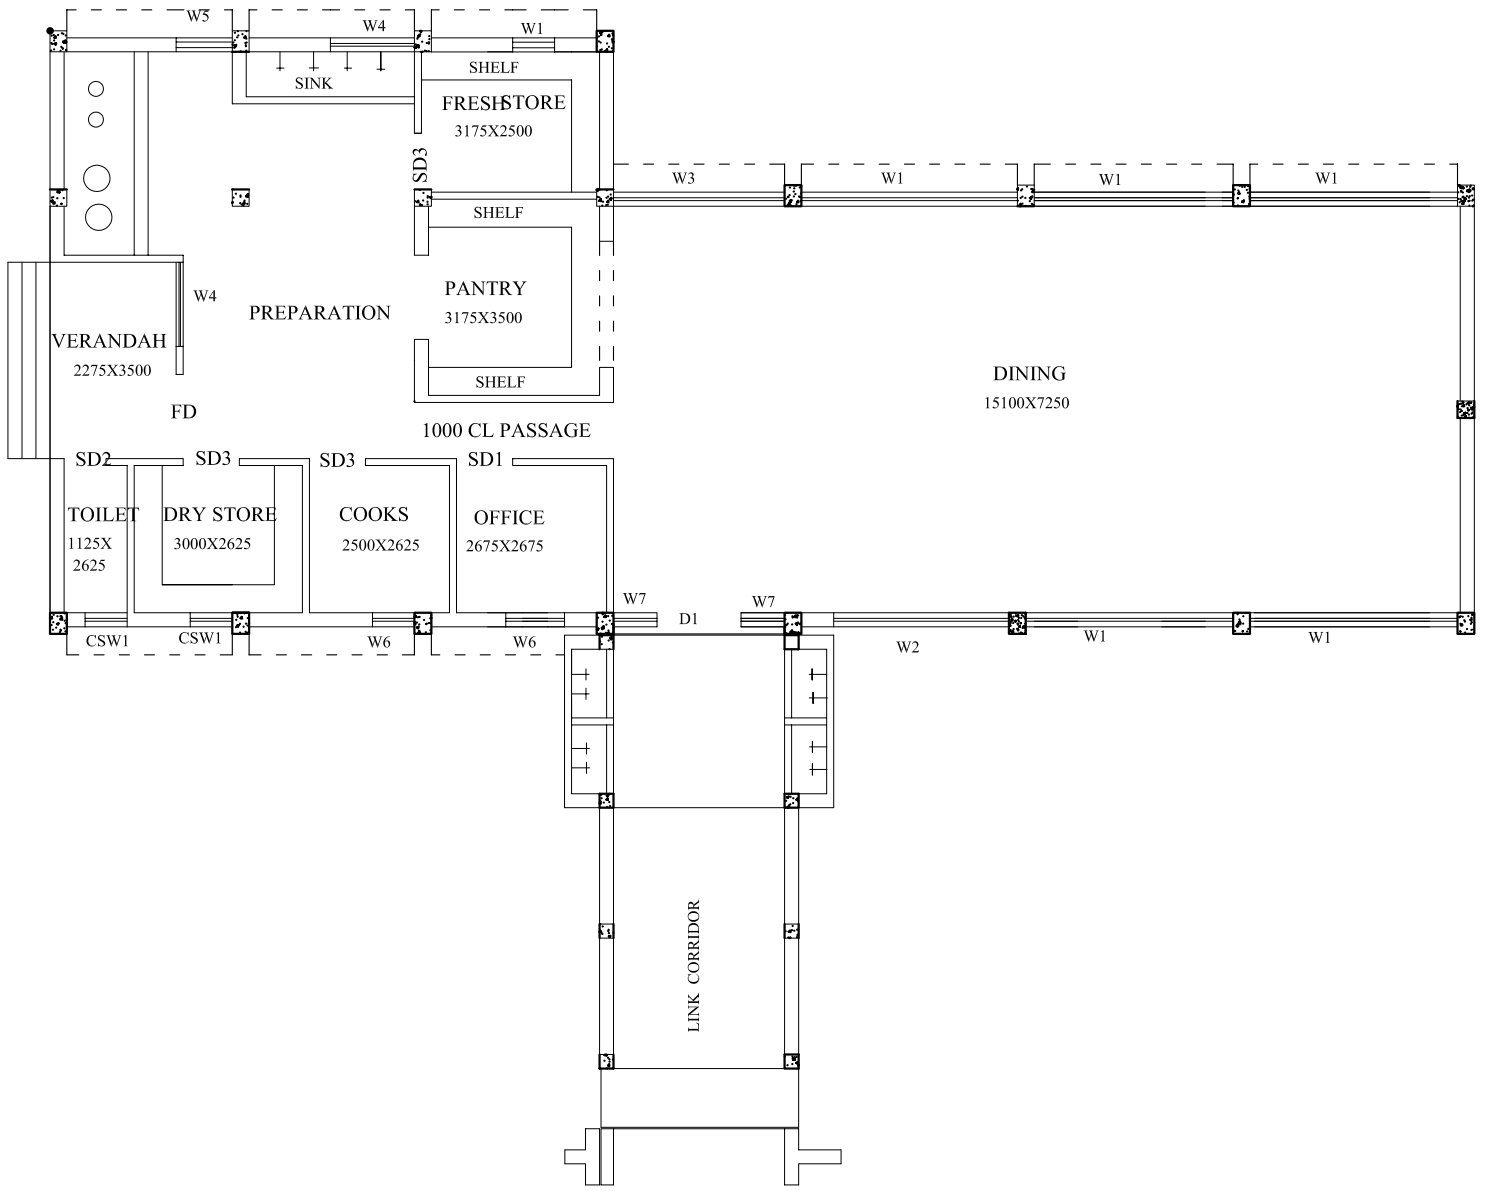 W5
W4
W1
SHELF
SINK
FRESH STORE
3175X2500
SD3
W3
W1
W1
W1
SHELF
W4
PANTRY
3175X3500
PREPARATION
VERANDAH
2275X3500
DINING
15100X7250
SHELF
FD
1000 CL PASSAGE
SD2
SD3
SD3
SD1
TOILET
1125X
2625
DRY STORE
3000X2625
COOKS
2500X2625
OFFICE
2675X2675
W7
W7
D1
CSW1
CSW1
W6
W6
W2
W1
W1
LINK CORRIDOR